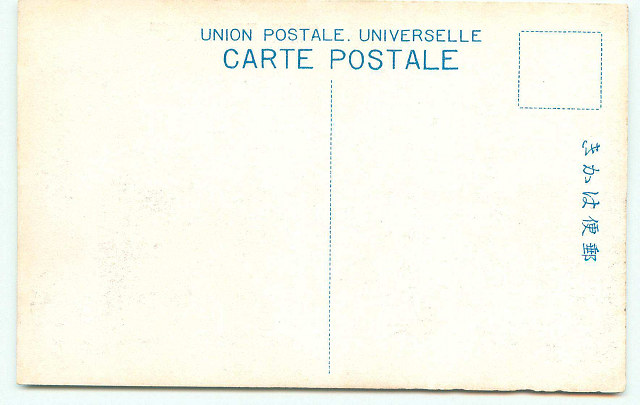 UNION POSTALE. UNIVERSELLE
CARTE POSTALE
郵便はかき